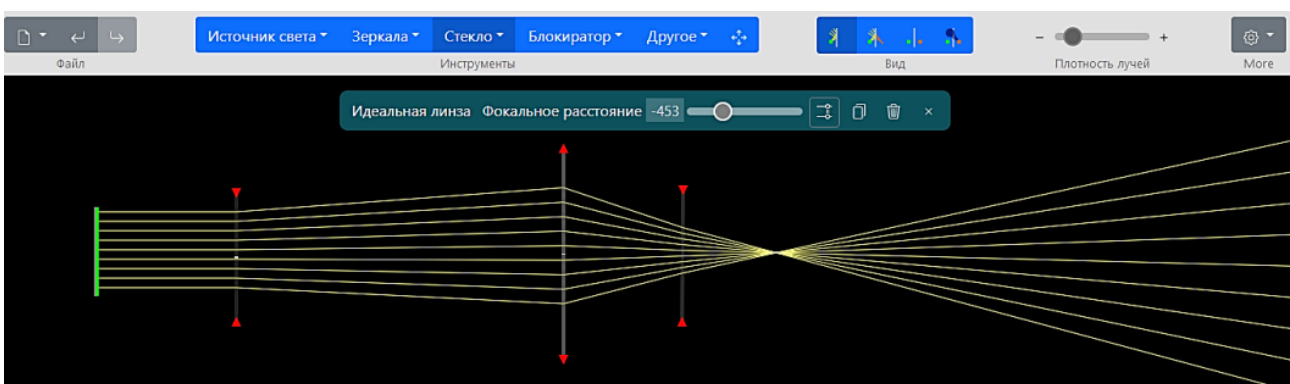 Источник света Зеркала Стекло Блокиратор Другое − +
Файл Инструменты Вид Плотность лучей More
Идеальная линза Фокальное расстояние -453 ×